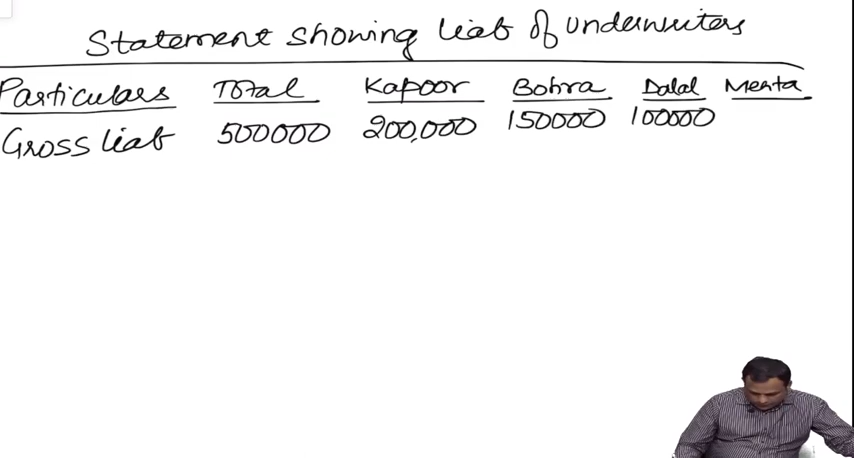 Statement showing liab of underwriters
Particulars Total Kapoor Bohra Dalal Mehta
Gross liab 500000 200,000 150000 100000